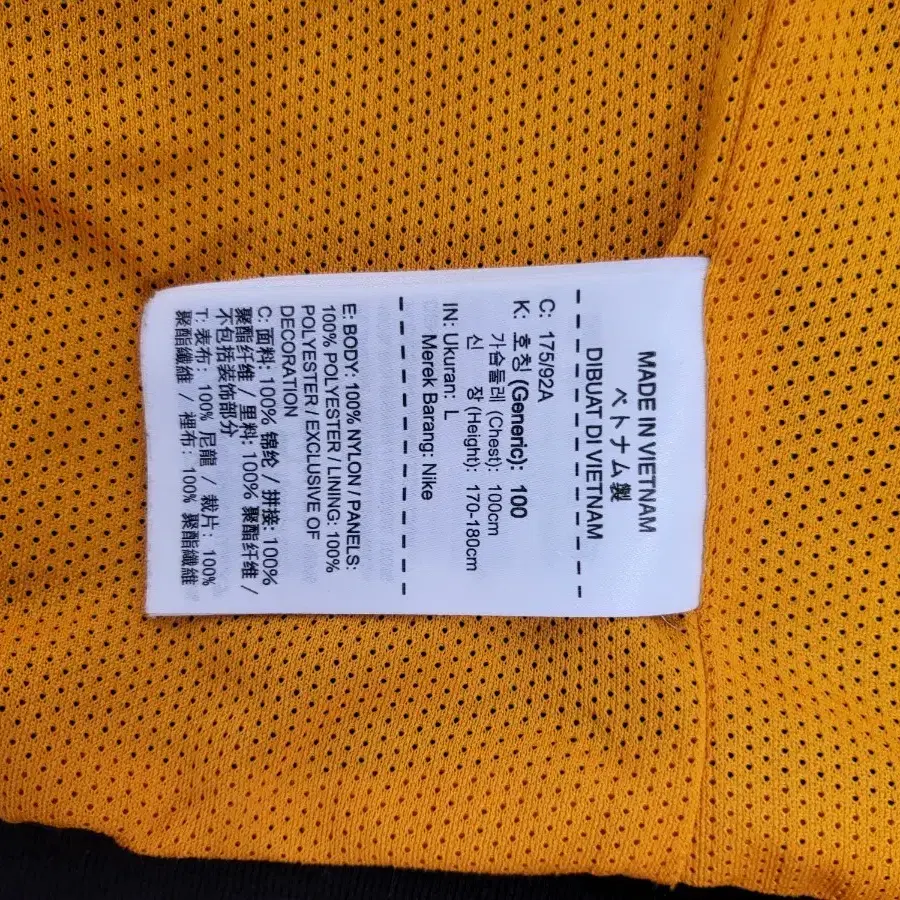 MADE IN VIETNAM
ベトナム製
DIBUAT DI VIETNAM
C: 175/92A
K: 호칭 (Generic): 100
가슴둘레 (Chest): 100cm
신 장 (Height): 170-180cm
IN: Ukuran: L
Merek Barang: Nike
E: BODY: 100% NYLON / PANELS:
100% POLYESTER / LINING: 100%
POLYESTER / EXCLUSIVE OF
DECORATION
C: 面料: 100% 锦纶 / 拼接: 100%
聚酯纤维 / 里料: 100% 聚酯纤维 /
不包括装饰部分
T: 表布: 100% 尼龍 / 裁片: 100%
聚酯纖維 / 裡布: 100% 聚酯纖維